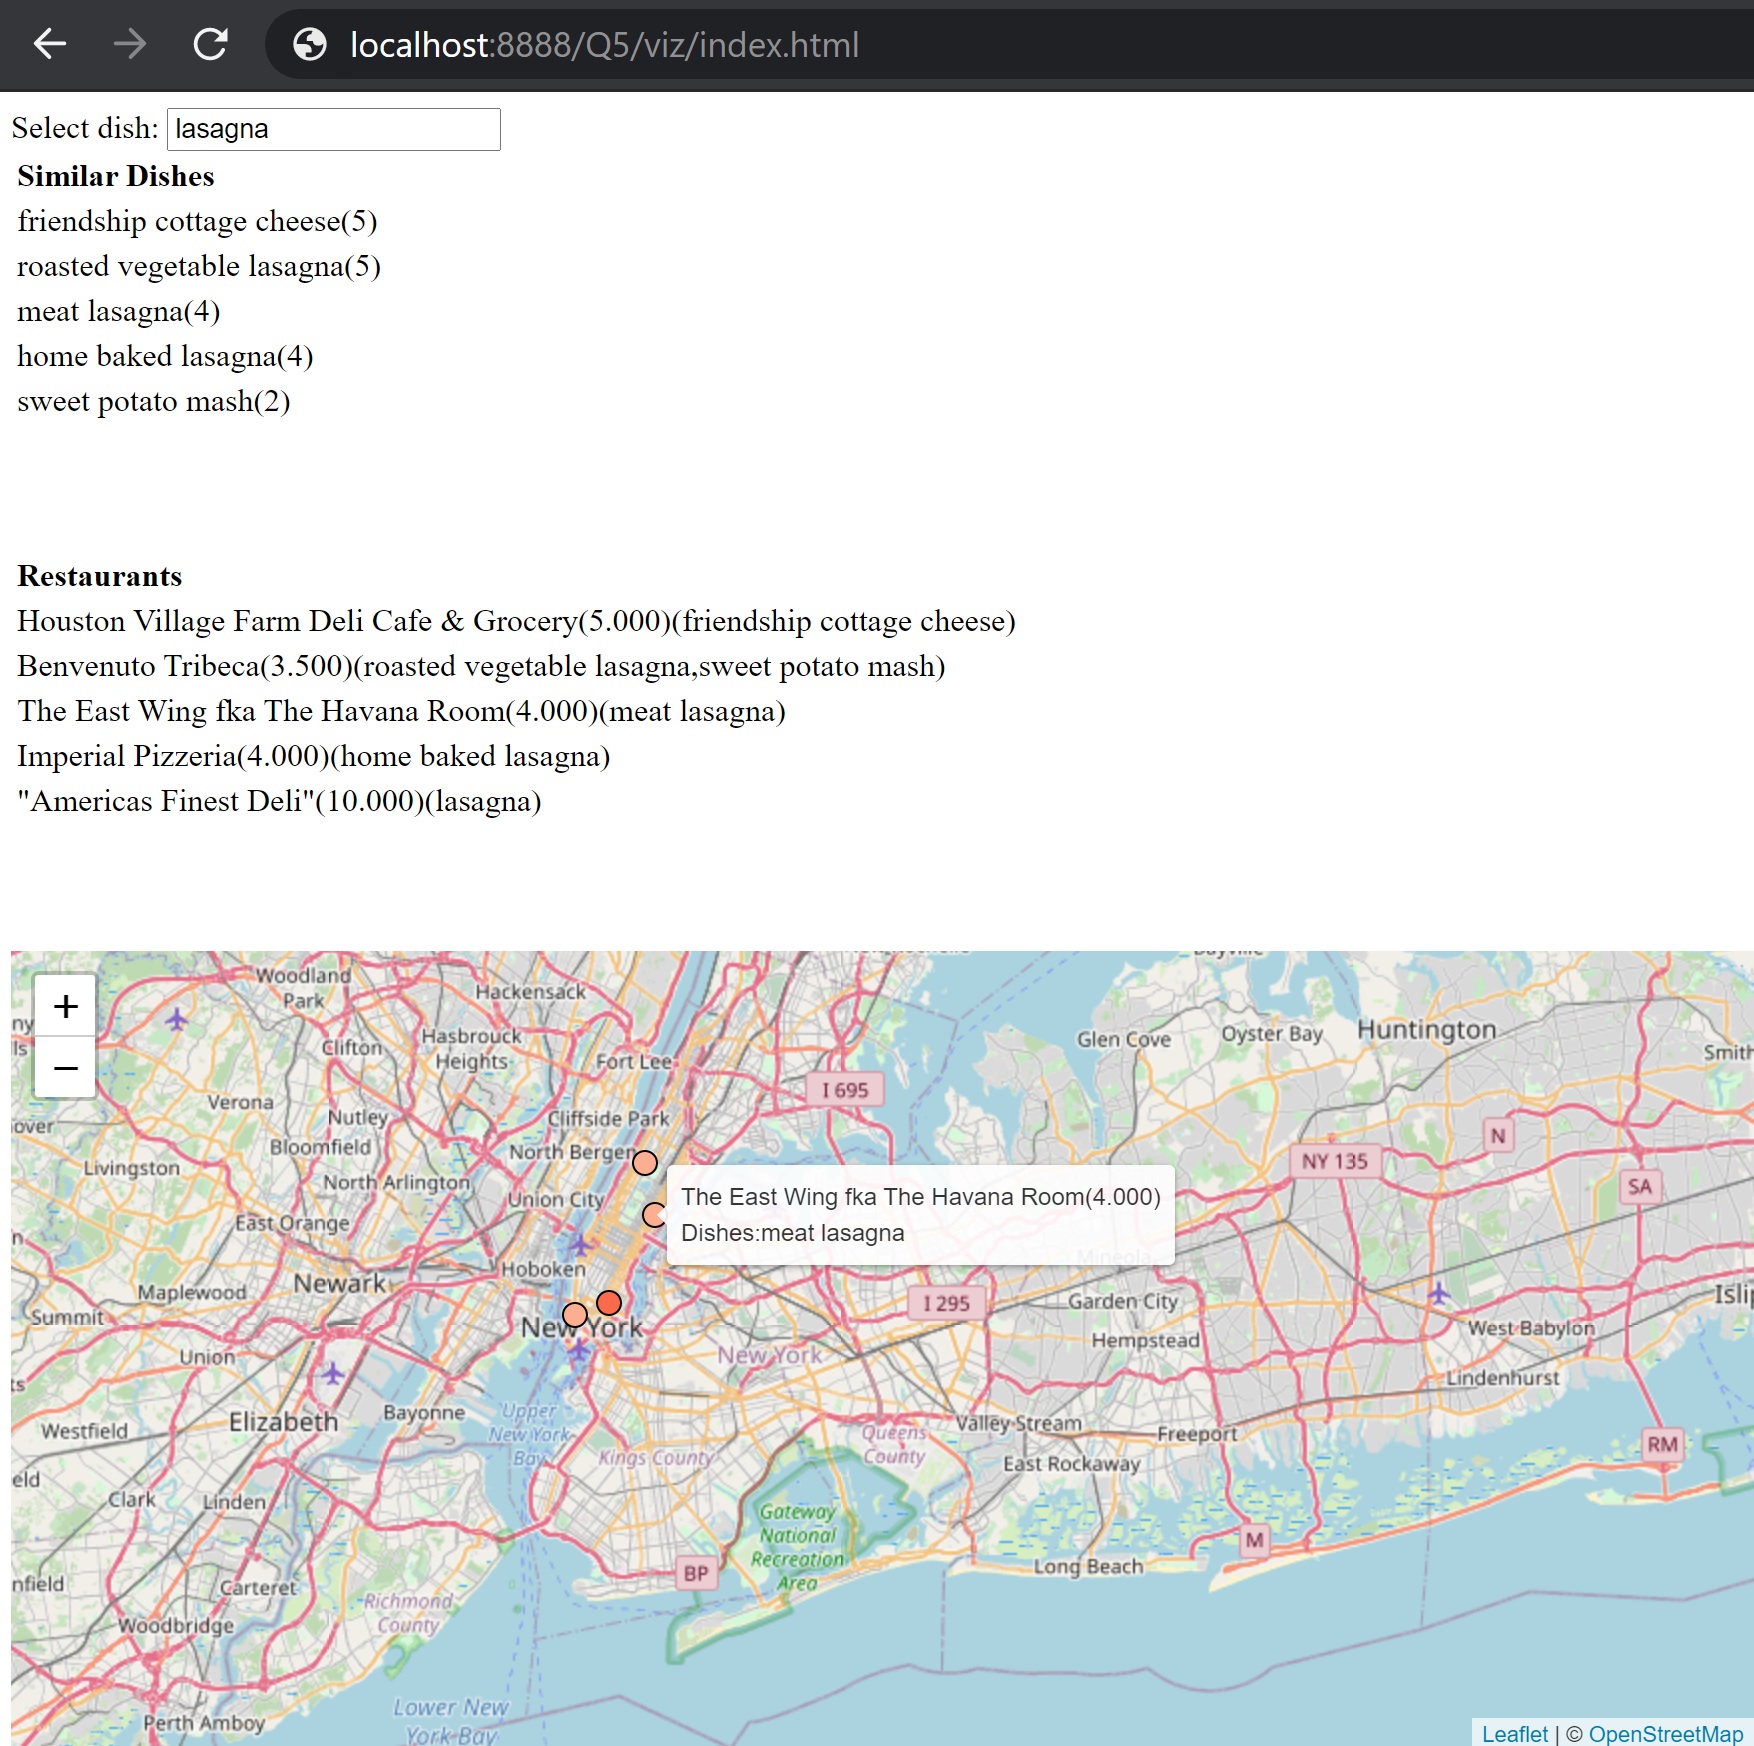 localhost:8888/Q5/viz/index.html
Select dish: lasagna
Similar Dishes
friendship cottage cheese(5)
roasted vegetable lasagna(5)
meat lasagna(4)
home baked lasagna(4)
sweet potato mash(2)
Restaurants
Houston Village Farm Deli Cafe & Grocery(5.000)(friendship cottage cheese)
Benvenuto Tribeca(3.500)(roasted vegetable lasagna,sweet potato mash)
The East Wing fka The Havana Room(4.000)(meat lasagna)
Imperial Pizzeria(4.000)(home baked lasagna)
"Americas Finest Deli"(10.000)(lasagna)
+
−
Woodland
Park
Hackensack
Clifton
Hasbrouck
Heights
Fort Lee
I 695
Glen Cove
Oyster Bay
Huntington
Smith
Verona
Nutley
Cliffside Park
over
Bloomfield
North Bergen
N
Livingston
NY 135
North Arlington
Union City
SA
The East Wing fka The Havana Room(4.000)
Dishes:meat lasagna
East Orange
Mineola
Hoboken
Newark
Maplewood
I 295
Garden City
Islip
Summit
New York
West Babylon
Hempstead
Union
New York
Lindenhurst
ts
Elizabeth
Bayonne
Upper
New York
Bay
Valley Stream
Westfield
Kings County
Queens
County
Freeport
RM
East Rockaway
eld
Clark
Linden
Gateway
National
Recreation
Area
M
Long Beach
BP
nfield
Carteret
Richmond
County
Woodbridge
Lower New
York Bay
Perth Amboy
Leaflet | © OpenStreetMap